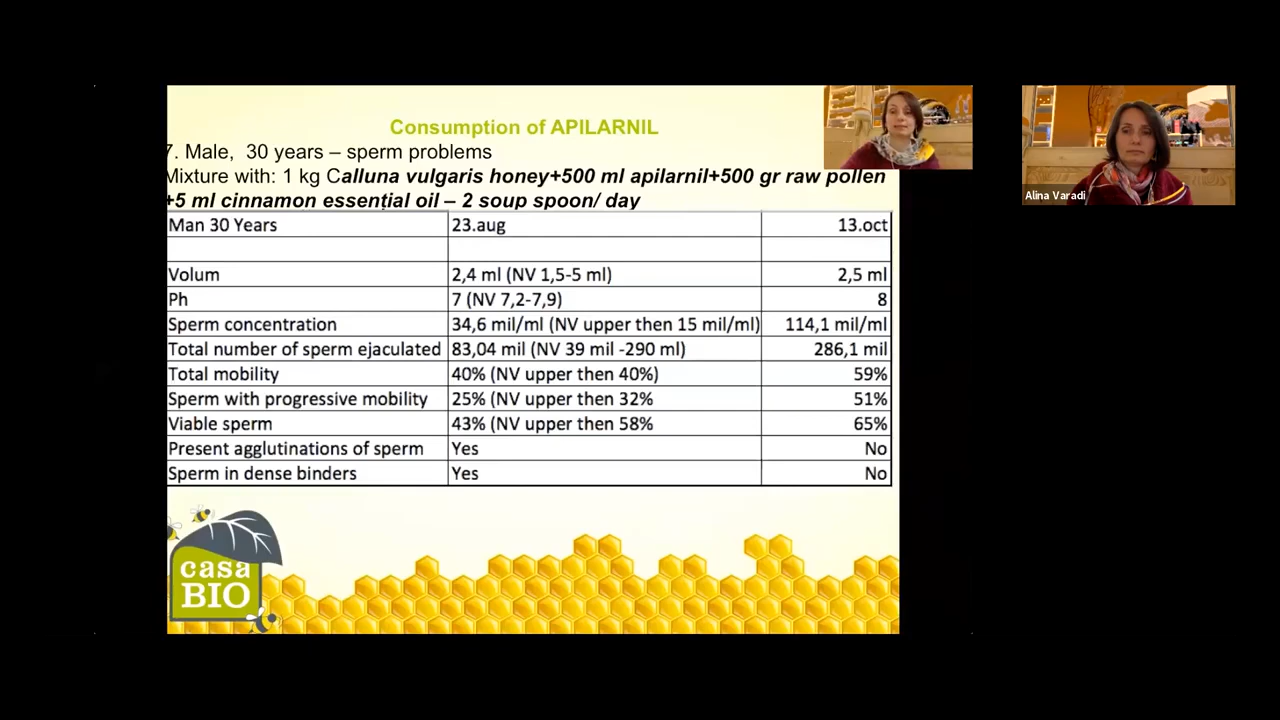 Consumption of APILARNIL
7. Male, 30 years – sperm problems
Mixture with: 1 kg Calluna vulgaris honey+500 ml apilarnil+500 gr raw pollen
+5 ml cinnamon essențial oil – 2 soup spoon/ day
Man 30 Years 23.aug 13.oct
Volum 2,4 ml (NV 1,5-5 ml) 2,5 ml
Ph 7 (NV 7,2-7,9) 8
Sperm concentration 34,6 mil/ml (NV upper then 15 mil/ml) 114,1 mil/ml
Total number of sperm ejaculated 83,04 mil (NV 39 mil -290 ml) 286,1 mil
Total mobility 40% (NV upper then 40%) 59%
Sperm with progressive mobility 25% (NV upper then 32% 51%
Viable sperm 43% (NV upper then 58% 65%
Present agglutinations of sperm Yes No
Sperm in dense binders Yes No
casa
BIO
Alina Varadi